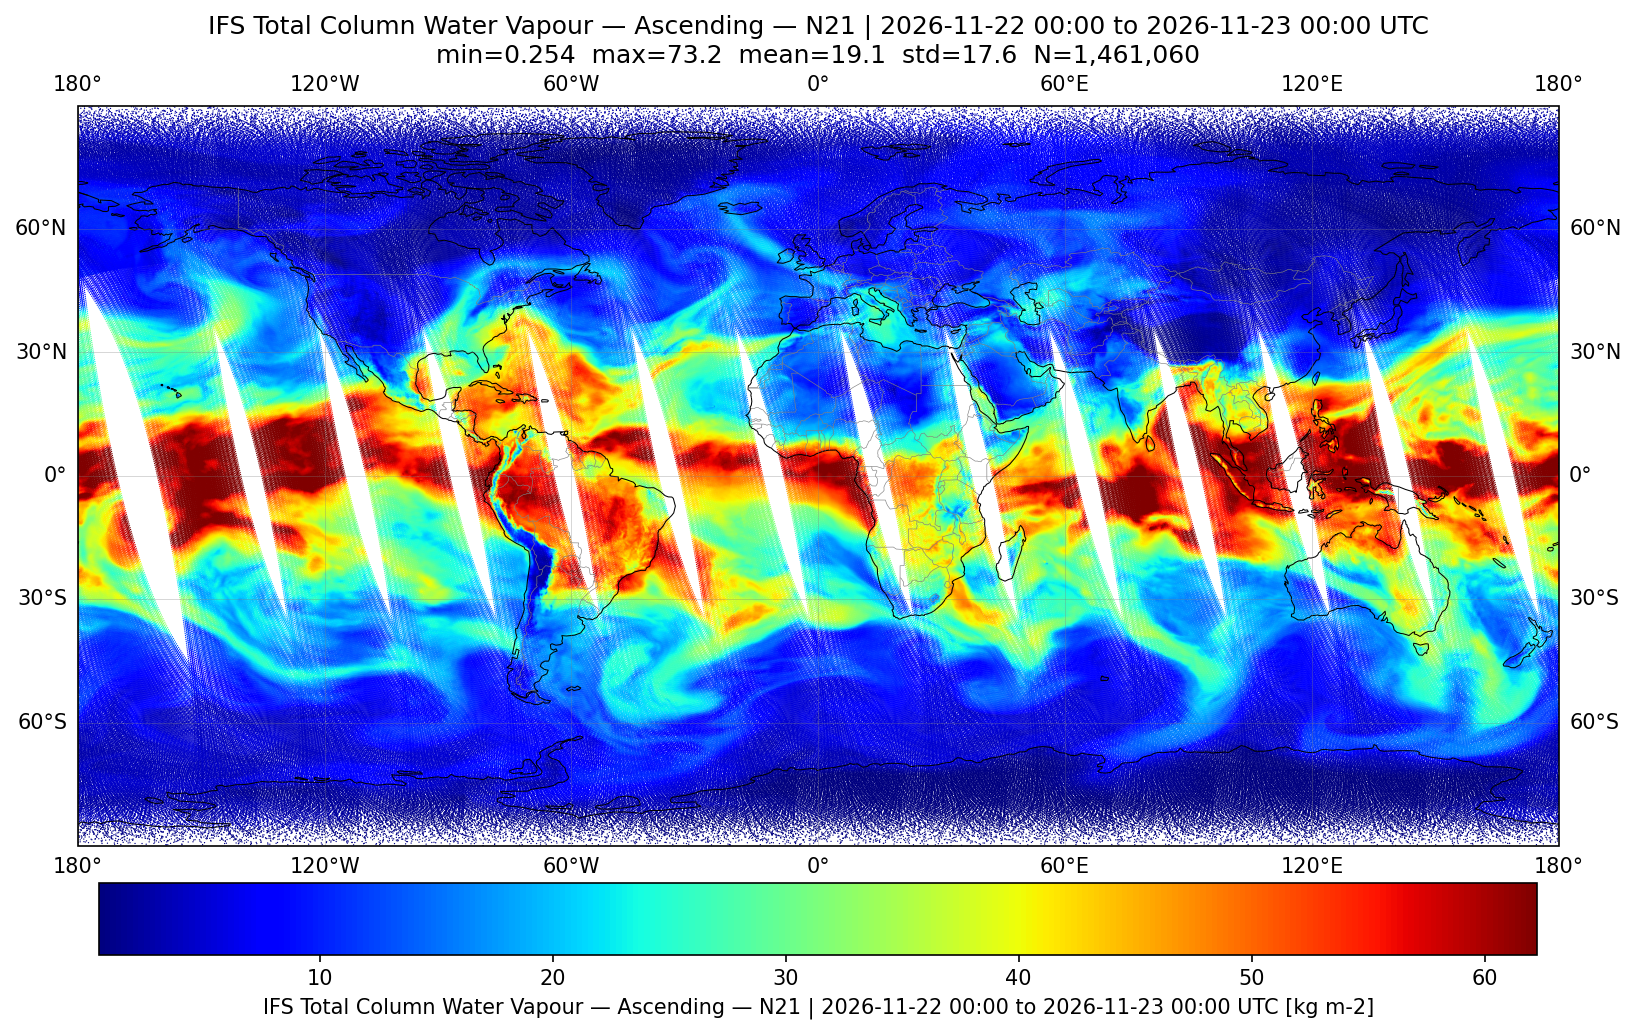 IFS Total Column Water Vapour — Ascending — N21 | 2026-11-22 00:00 to 2026-11-23 00:00 UTC
min=0.254 max=73.2 mean=19.1 std=17.6 N=1,461,060
180° 120°W 60°W 0° 60°E 120°E 180°
60°N 60°N
30°N 30°N
0° 0°
30°S 30°S
60°S 60°S
180° 120°W 60°W 0° 60°E 120°E 180°
10 20 30 40 50 60
IFS Total Column Water Vapour — Ascending — N21 | 2026-11-22 00:00 to 2026-11-23 00:00 UTC [kg m-2]